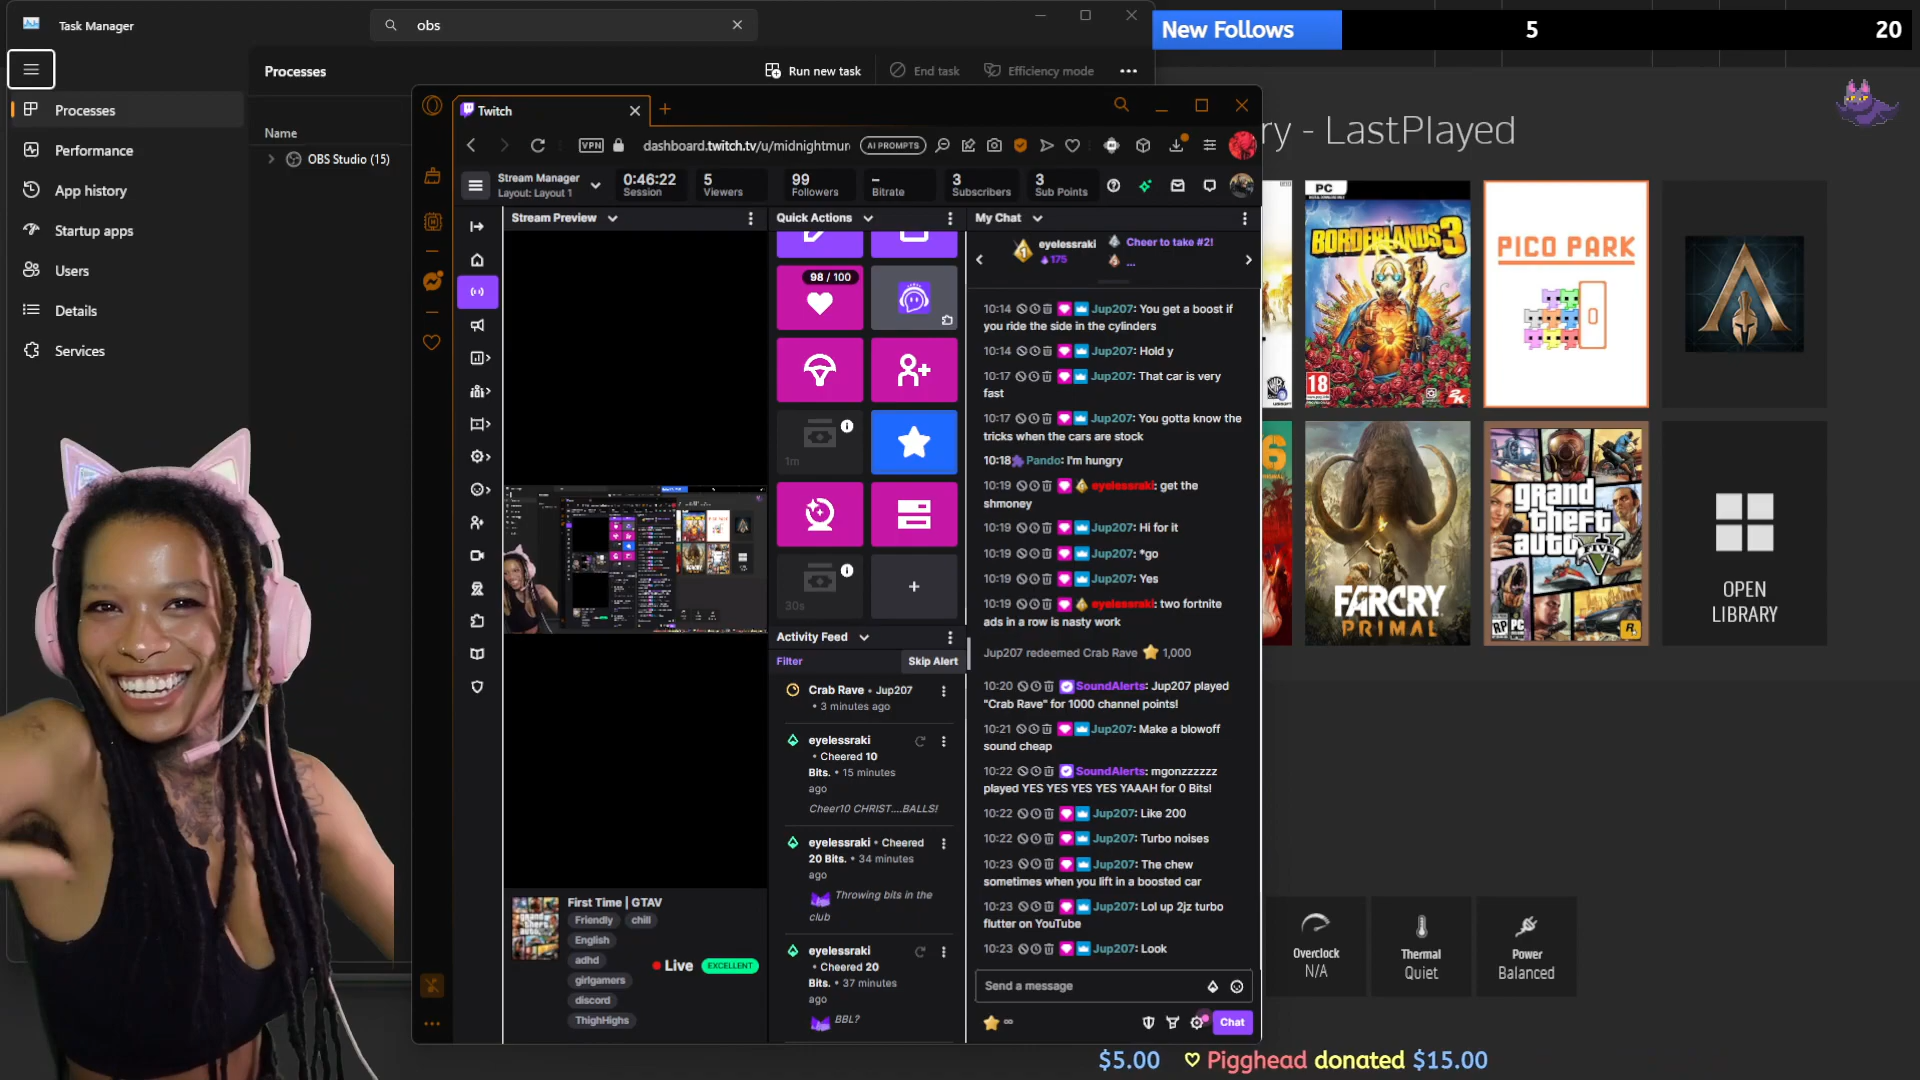 Task Manager
obs
New Follows
5
20
Processes
Run new task
End task
Efficiency mode
Processes
Performance
App history
Startup apps
Users
Details
Services
Name
OBS Studio (15)
Twitch
VPN
dashboard.twitch.tv/u/midnightmur
AI PROMPTS
ry - LastPlayed
Stream Manager
Layout: Layout 1
0:46:22
Session
5
Viewers
99
Followers
–
Bitrate
3
Subscribers
3
Sub Points
Stream Preview
Quick Actions
98 / 100
1m
30s
My Chat
eyelessraki
175
Cheer to take #2!
...
10:14 Jup207: You get a boost if
you ride the side in the cylinders
10:14 Jup207: Hold y
10:17 Jup207: That car is very
fast
10:17 Jup207: You gotta know the
tricks when the cars are stock
10:18 Pando: I'm hungry
10:19 eyelessraki: get the
shmoney
10:19 Jup207: Hi for it
10:19 Jup207: *go
10:19 Jup207: Yes
10:19 eyelessraki: two fortnite
ads in a row is nasty work
Jup207 redeemed Crab Rave 1,000
10:20 SoundAlerts: Jup207 played
"Crab Rave" for 1000 channel points!
10:21 Jup207: Make a blowoff
sound cheap
10:22 SoundAlerts: mgonzzzzzz
played YES YES YES YES YAAAH for 0 Bits!
10:22 Jup207: Like 200
10:22 Jup207: Turbo noises
10:23 Jup207: The chew
sometimes when you lift in a boosted car
10:23 Jup207: Lol up 2jz turbo
flutter on YouTube
10:23 Jup207: Look
Send a message
Chat
Activity Feed
Filter
Skip Alert
Crab Rave • Jup207
• 3 minutes ago
eyelessraki
• Cheered 10
Bits. • 15 minutes
ago
Cheer10 CHRIST....BALLS!
eyelessraki • Cheered
20 Bits. • 34 minutes
ago
Throwing bits in the
club
eyelessraki
• Cheered 20
Bits. • 37 minutes
ago
BBL?
First Time | GTAV
Friendly
chill
English
adhd
girlgamers
discord
ThighHighs
Live
EXCELLENT
PC
BORDERLANDS 3
18
2K
PICO PARK
6
FARCRY
PRIMAL
grand
theft
auto
V
FIVE
RP
PC
R
OPEN
LIBRARY
Overclock
N/A
Thermal
Quiet
Power
Balanced
$5.00
Pigghead donated $15.00